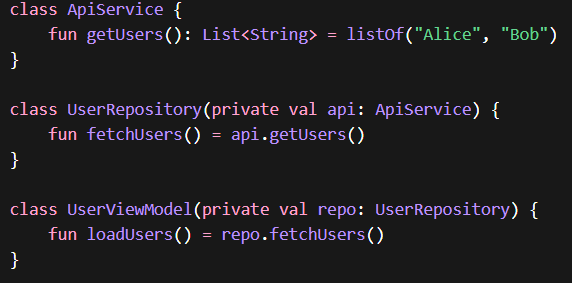 class ApiService {
    fun getUsers(): List<String> = listOf("Alice", "Bob")
}

class UserRepository(private val api: ApiService) {
    fun fetchUsers() = api.getUsers()
}

class UserViewModel(private val repo: UserRepository) {
    fun loadUsers() = repo.fetchUsers()
}